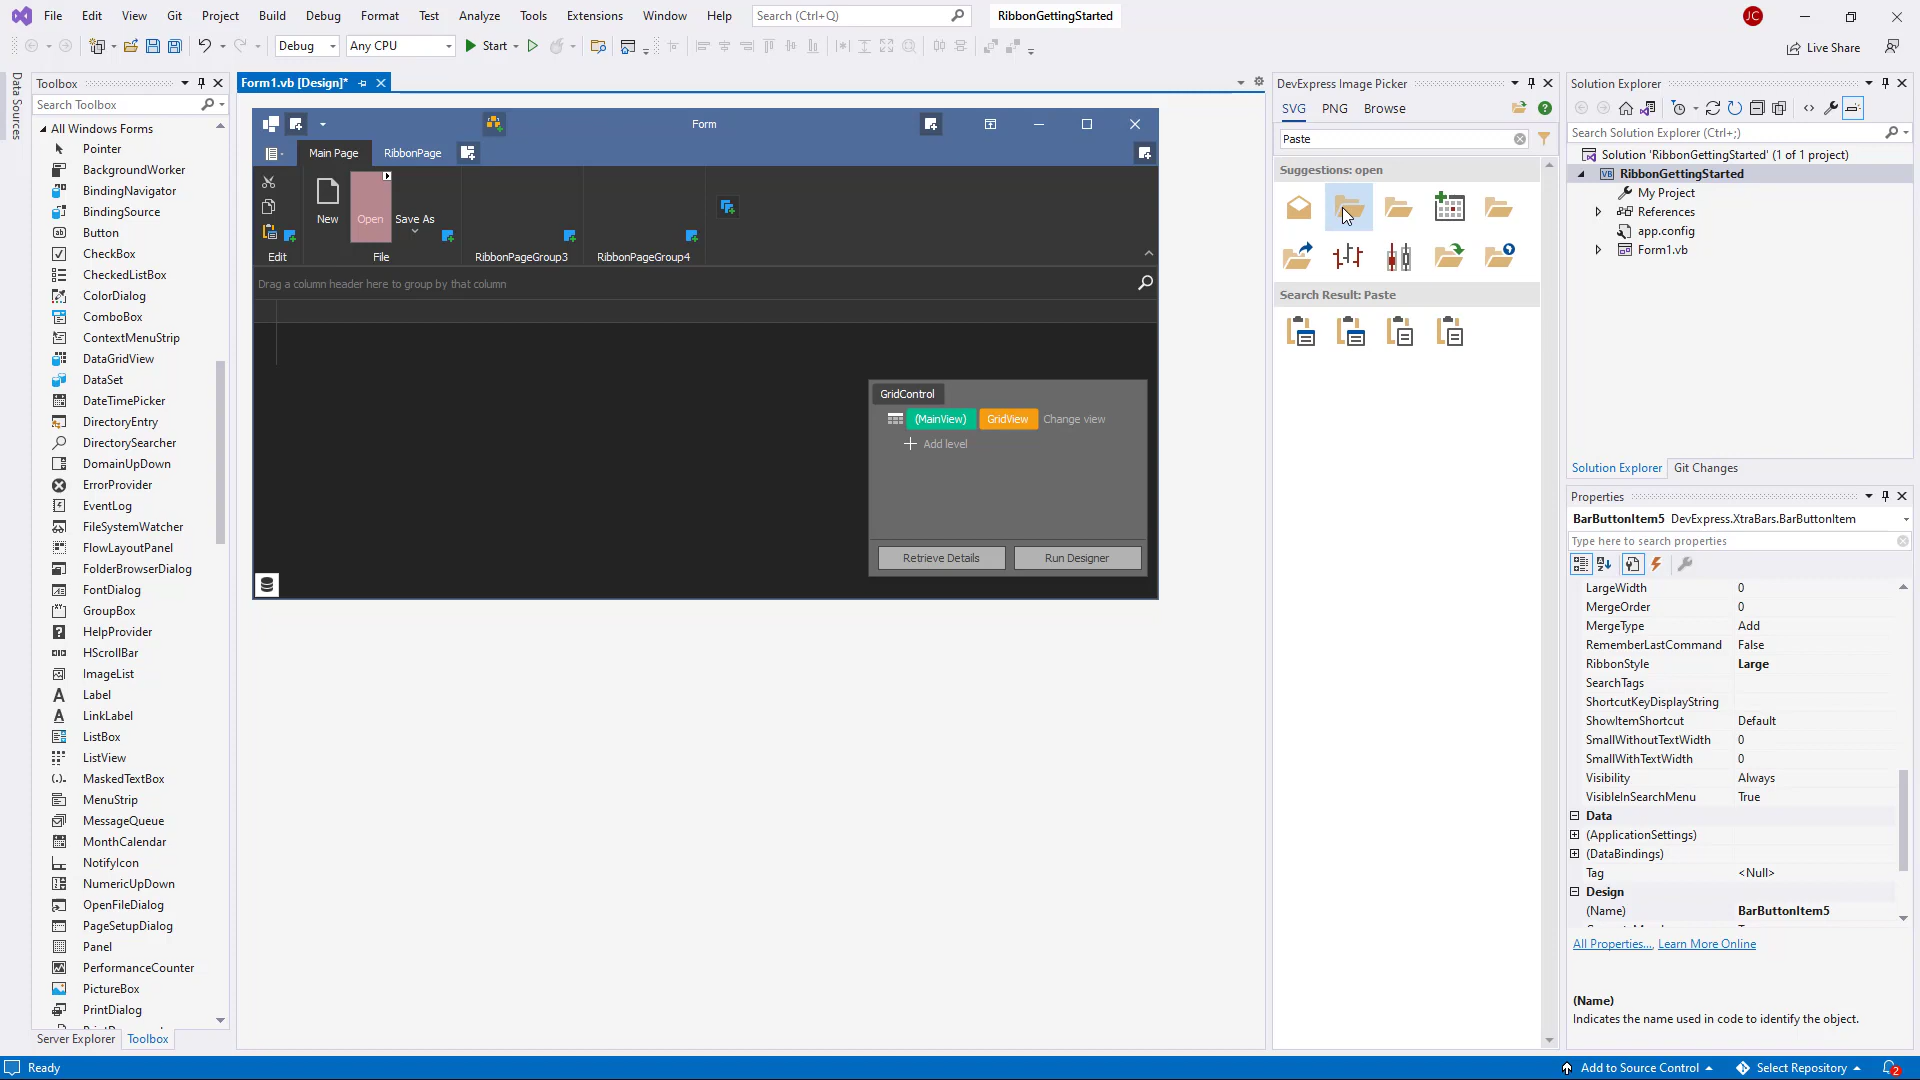 File Edit View Git Project Build Debug Format Test Analyze Tools Extensions Window Help Search (Ctrl+Q) RibbonGettingStarted JC
Debug Any CPU Start Live Share
Data Sources
Toolbox
Search Toolbox
All Windows Forms
Pointer
BackgroundWorker
BindingNavigator
BindingSource
Button
CheckBox
CheckedListBox
ColorDialog
ComboBox
ContextMenuStrip
DataGridView
DataSet
DateTimePicker
DirectoryEntry
DirectorySearcher
DomainUpDown
ErrorProvider
EventLog
FileSystemWatcher
FlowLayoutPanel
FolderBrowserDialog
FontDialog
GroupBox
HelpProvider
HScrollBar
ImageList
Label
LinkLabel
ListBox
ListView
MaskedTextBox
MenuStrip
MessageQueue
MonthCalendar
NotifyIcon
NumericUpDown
OpenFileDialog
PageSetupDialog
Panel
PerformanceCounter
PictureBox
PrintDialog
Server Explorer Toolbox
Form1.vb [Design]*
Form
Main Page RibbonPage
New Open Save As
Edit File RibbonPageGroup3 RibbonPageGroup4
Drag a column header here to group by that column
GridControl
(MainView) GridView Change view
Add level
Retrieve Details Run Designer
DevExpress Image Picker
SVG PNG Browse
Paste
Suggestions: open
Search Result: Paste
Solution Explorer
Search Solution Explorer (Ctrl+;)
Solution 'RibbonGettingStarted' (1 of 1 project)
VB RibbonGettingStarted
My Project
References
app.config
Form1.vb
Solution Explorer Git Changes
Properties
BarButtonItem5 DevExpress.XtraBars.BarButtonItem
Type here to search properties
LargeWidth 0
MergeOrder 0
MergeType Add
RememberLastCommand False
RibbonStyle Large
SearchTags
ShortcutKeyDisplayString
ShowItemShortcut Default
SmallWithoutTextWidth 0
SmallWithTextWidth 0
Visibility Always
VisibleInSearchMenu True
Data
(ApplicationSettings)
(DataBindings)
Tag <Null>
Design
(Name) BarButtonItem5
All Properties... Learn More Online
(Name)
Indicates the name used in code to identify the object.
Ready Add to Source Control Select Repository 2